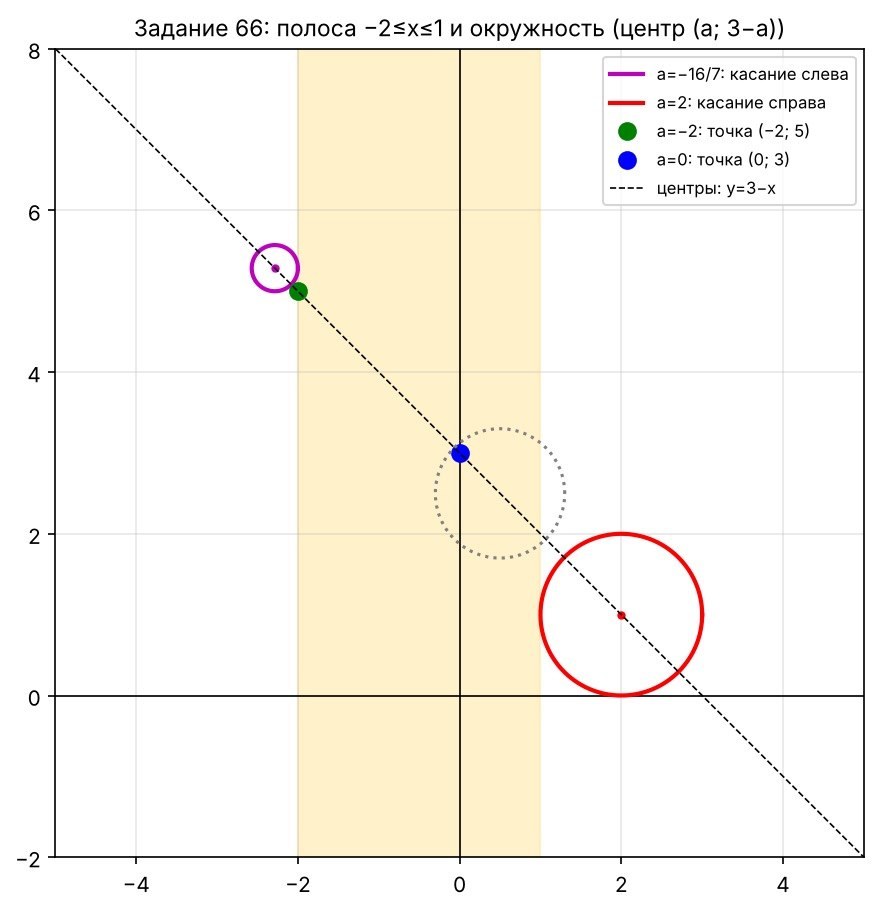 Задание 66: полоса −2≤x≤1 и окружность (центр (a; 3−a))
a=−16/7: касание слева
a=2: касание справа
a=−2: точка (−2; 5)
a=0: точка (0; 3)
центры: y=3−x
8
6
4
2
0
−2
−4
−2
0
2
4